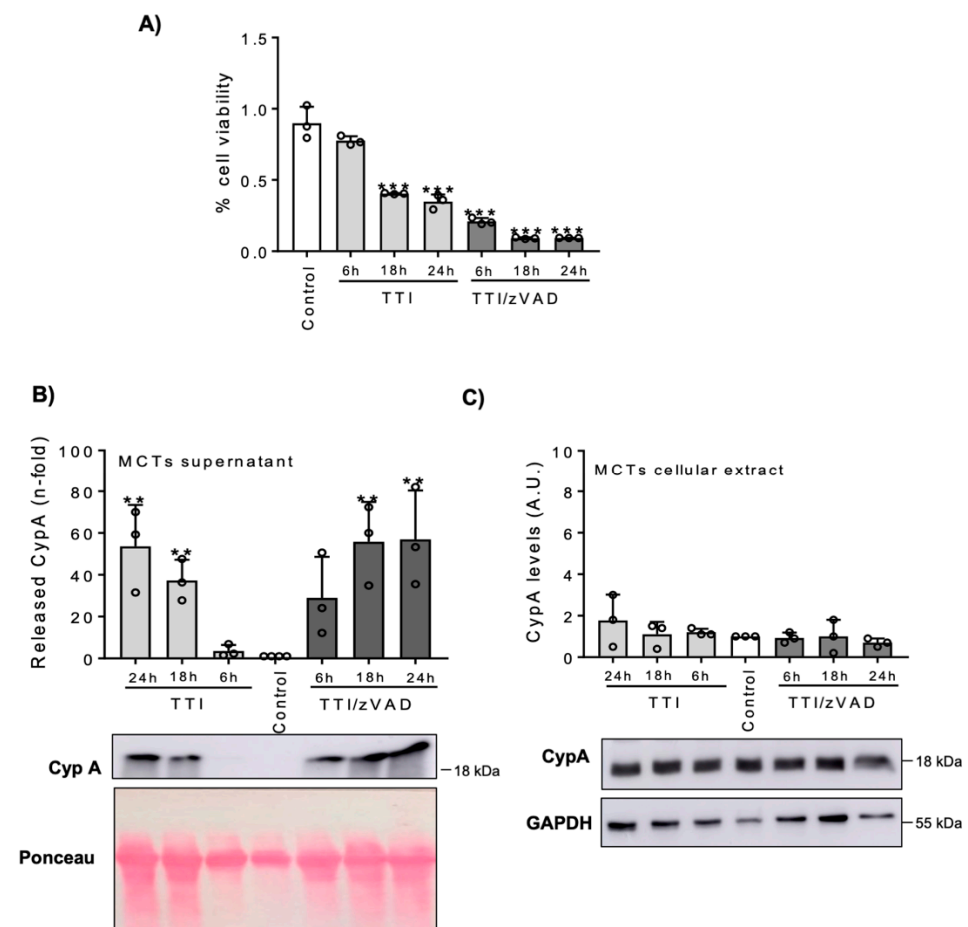 A)
% cell viability
1.5
1.0
0.5
0.0
*** *** *** *** ***
Control 6h 18h 24h 6h 18h 24h
TTI TTI/zVAD
B)
Released CypA (n-fold)
MCTs supernatant
100
80
60
40
20
0
** ** ** **
24h 18h 6h Control 6h 18h 24h
TTI TTI/zVAD
Cyp A
18 kDa
Ponceau
C)
CypA levels (A.U.)
MCTs cellular extract
10
8
6
4
2
0
24h 18h 6h Control 6h 18h 24h
TTI TTI/zVAD
CypA
18 kDa
GAPDH
55 kDa